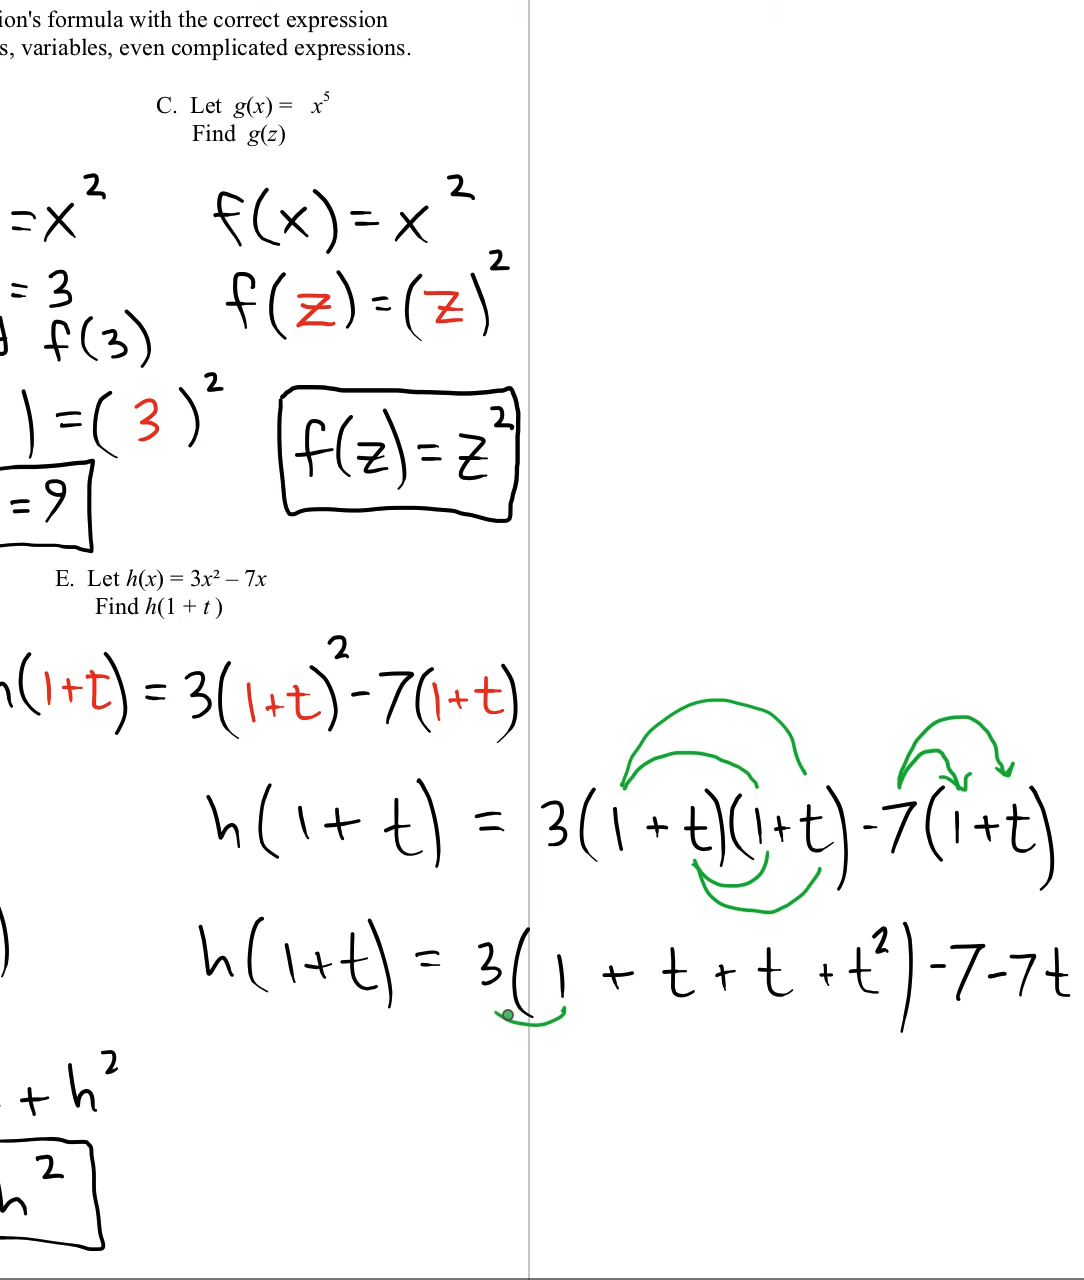 ion's formula with the correct expression
s, variables, even complicated expressions.
C. Let g(x) = x⁵
Find g(z)
= x²
= 3
f(3)
) = (3)²
= 9
f(x) = x²
f(z) = (z)²
f(z) = z²
E. Let h(x) = 3x² – 7x
Find h(1 + t )
h(1+t) = 3(1+t)² - 7(1+t)
h(1 + t) = 3(1 + t)(1+t) - 7(1+t)
)
h(1+t) = 3(1 + t + t + t²) - 7 - 7t
+ h²
h²